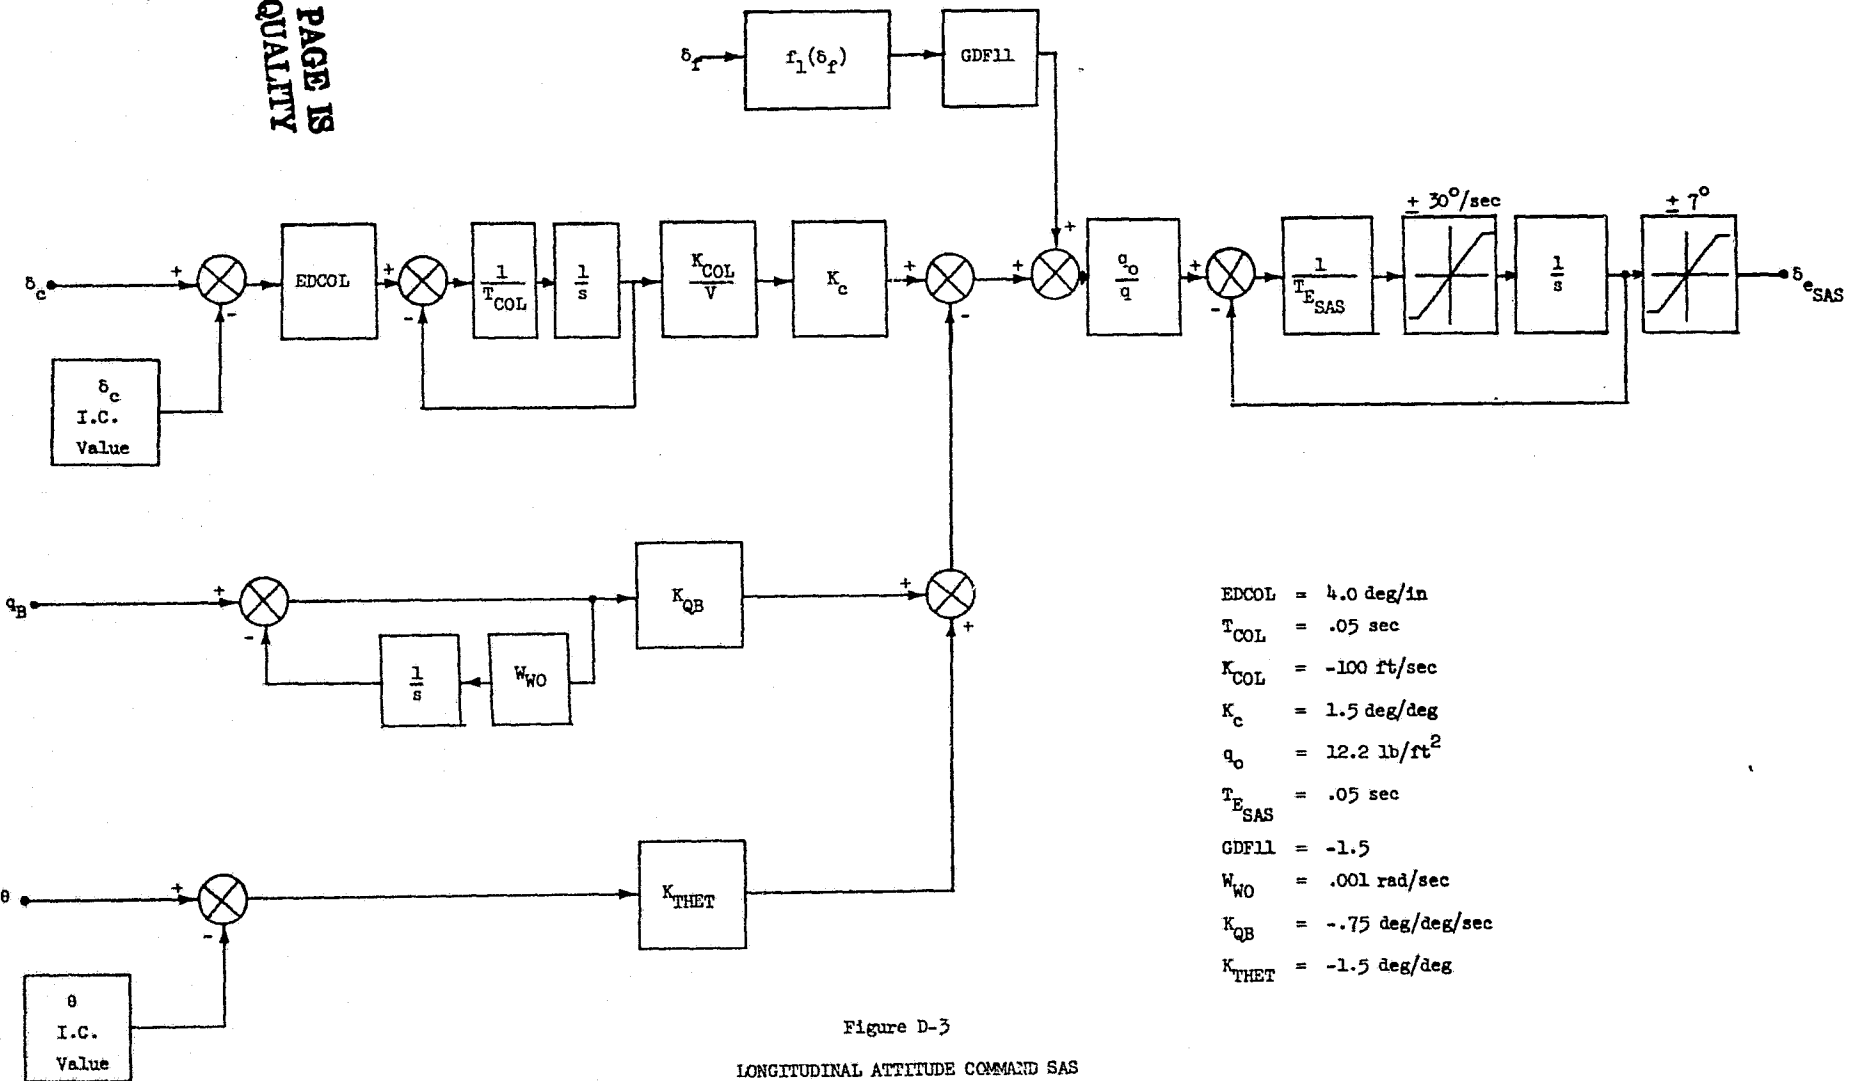 PAGE IS
QUALITY
δf
f1(δf)
GDF11
± 30°/sec
± 7°
δc
+
-
EDCOL
+
-
1
TCOL
1
s
KCOL
V
Kc
+
-
+
+
qo
q
+
-
1
TESAS
1
s
δeSAS
δc
I.C.
Value
qB
+
-
1
s
WWO
KQB
+
+
θ
+
-
KTHET
θ
I.C.
Value
EDCOL = 4.0 deg/in
TCOL = .05 sec
KCOL = -100 ft/sec
Kc = 1.5 deg/deg
qo = 12.2 lb/ft2
TESAS = .05 sec
GDF11 = -1.5
WWO = .001 rad/sec
KQB = -.75 deg/deg/sec
KTHET = -1.5 deg/deg
Figure D-3
LONGITUDINAL ATTITUDE COMMAND SAS